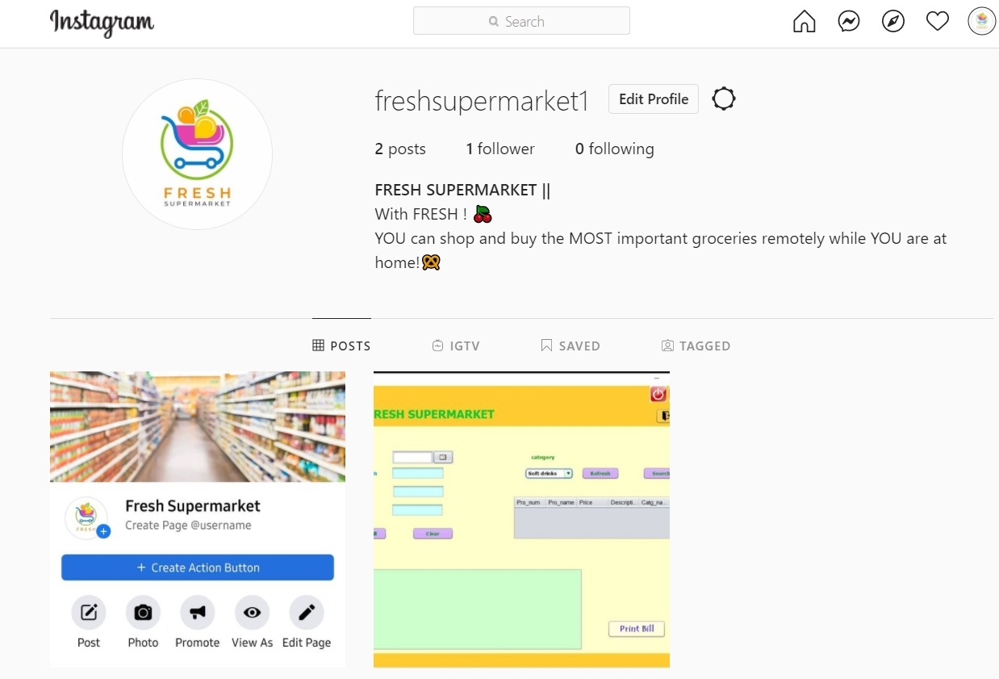 Instagram
Search
freshsupermarket1 Edit Profile
2 posts 1 follower 0 following
FRESH
SUPERMARKET
FRESH SUPERMARKET ||
With FRESH ! 🍒
YOU can shop and buy the MOST important groceries remotely while YOU are at
home!🥨
POSTS IGTV SAVED TAGGED
Fresh Supermarket
Create Page @username
FRESH
+ Create Action Button
Post Photo Promote View As Edit Page
RESH SUPERMARKET
category
Soft drinks Refresh Search
Pro_num Pro_name Price Descripti... Catg_na...
Clear
Print Bill